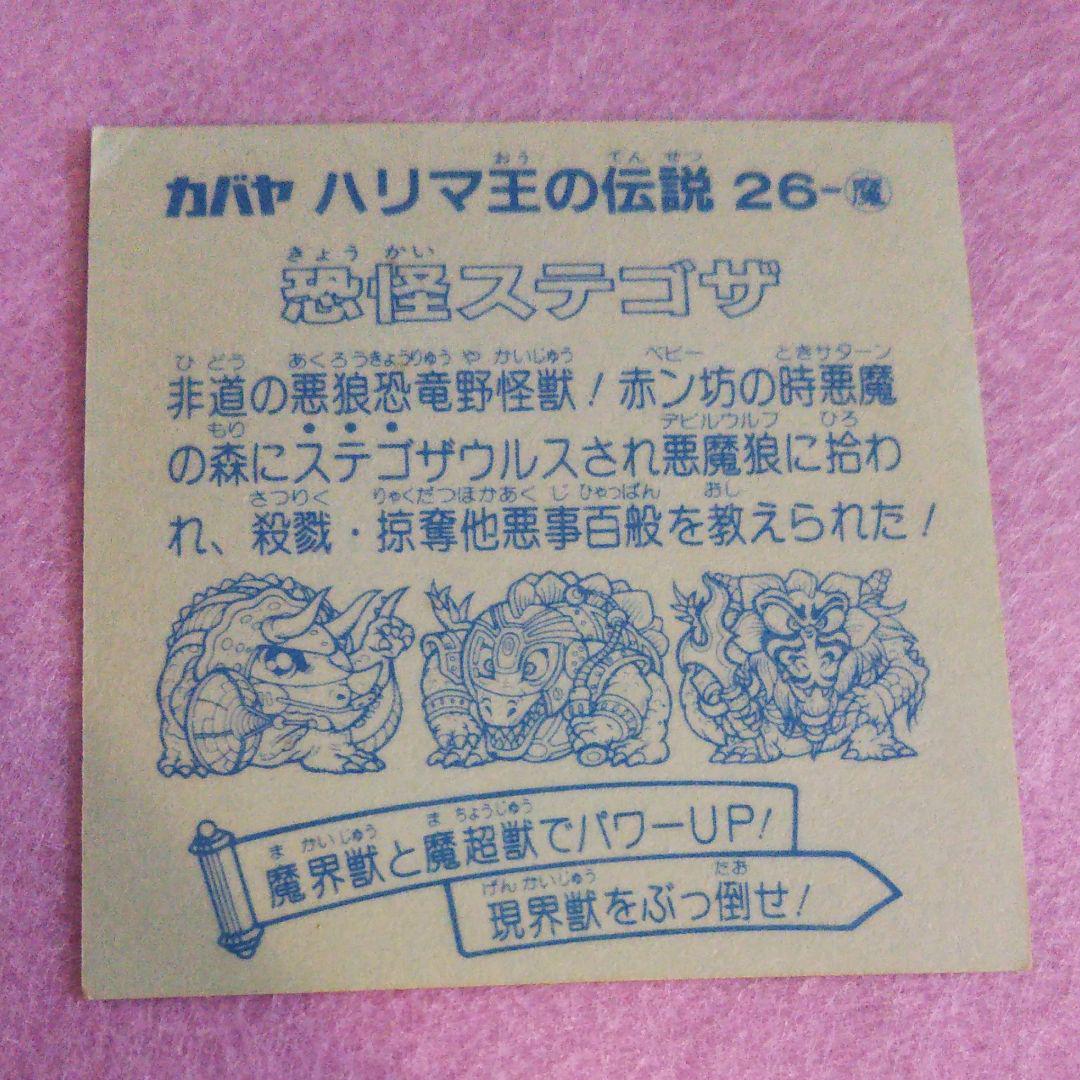 カバヤ ハリマ王の伝説 26-魔
恐怪ステゴザ
非道の悪狼恐竜野怪獣！赤ン坊の時悪魔
の森にステゴザウルスされ悪魔狼に拾わ
れ、殺戮・掠奪他悪事百般を教えられた！
魔界獣と魔超獣でパワーUP！
現界獣をぶっ倒せ！